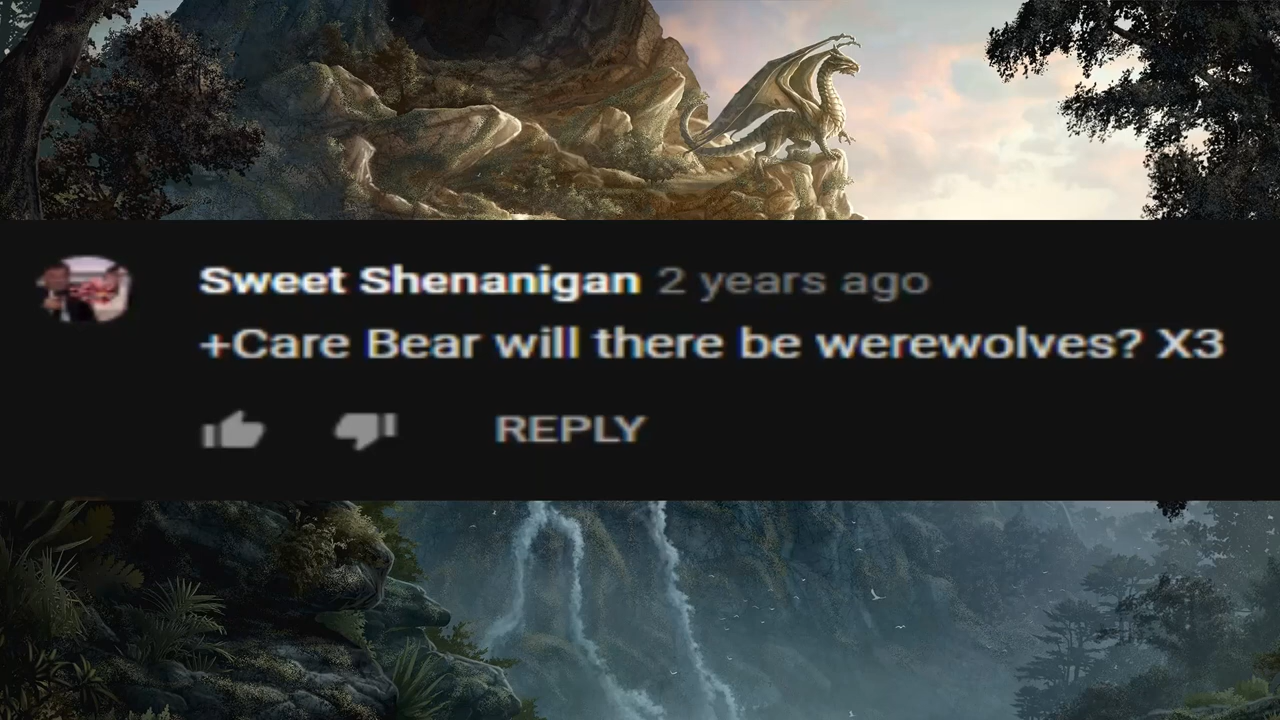 Sweet Shenanigan 2 years ago
+Care Bear will there be werewolves? X3
REPLY